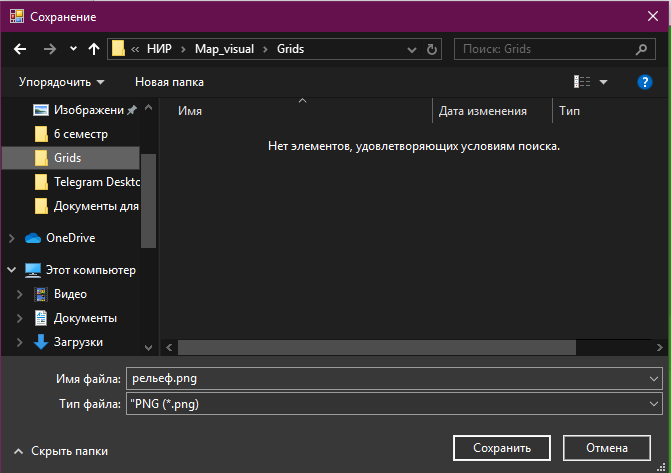 Сохранение
« НИР › Map_visual › Grids
Поиск: Grids
Упорядочить
Новая папка
?
Изображени
6 семестр
Grids
Telegram Deskto
Документы для
OneDrive
Этот компьютер
Видео
Документы
Загрузки
Имя
Дата изменения
Тип
Нет элементов, удовлетворяющих условиям поиска.
Имя файла: рельеф.png
Тип файла: "PNG (*.png)
Скрыть папки
Сохранить
Отмена